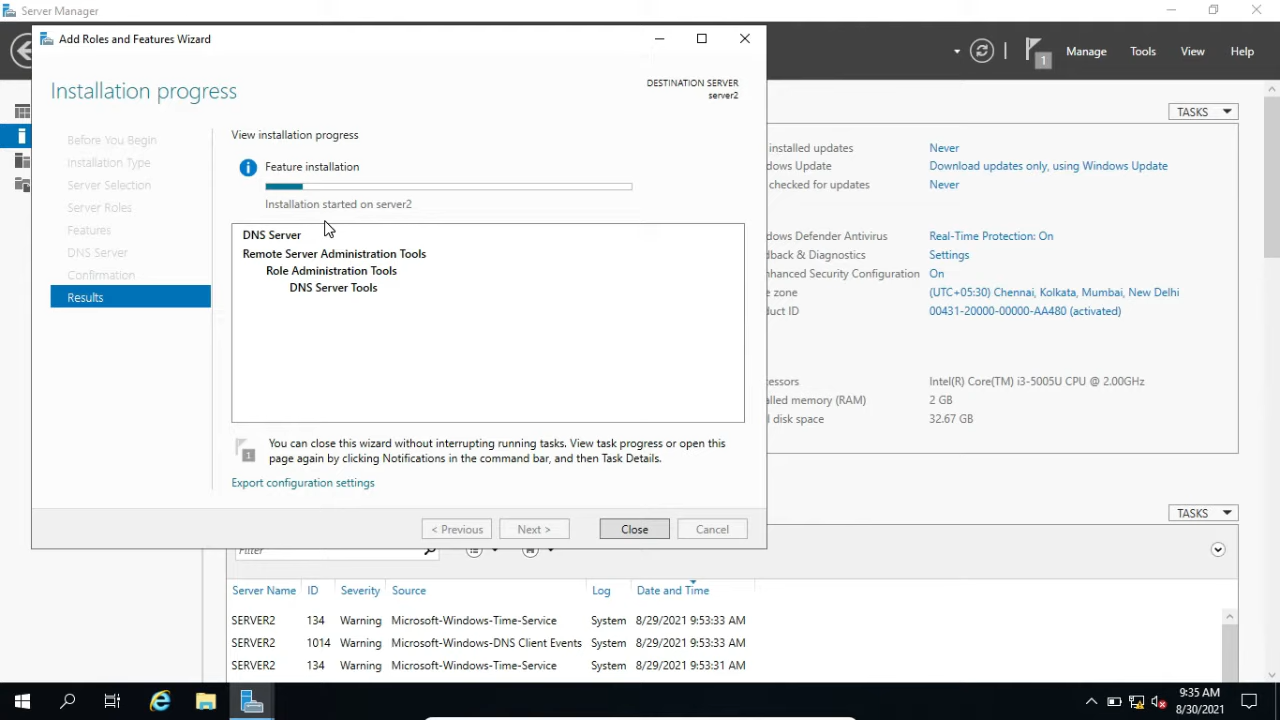 Server Manager
Add Roles and Features Wizard
1
Manage
Tools
View
Help
Installation progress
DESTINATION SERVER
server2
Before You Begin
Installation Type
Server Selection
Server Roles
Features
DNS Server
Confirmation
Results
View installation progress
Feature installation
Installation started on server2
DNS Server
Remote Server Administration Tools
Role Administration Tools
DNS Server Tools
1
You can close this wizard without interrupting running tasks. View task progress or open this
page again by clicking Notifications in the command bar, and then Task Details.
Export configuration settings
< Previous
Next >
Close
Cancel
TASKS
installed updates Never
Update Download updates only, using Windows Update
checked for updates Never
Defender Antivirus Real-Time Protection: On
& Diagnostics Settings
Security Configuration On
zone (UTC+05:30) Chennai, Kolkata, Mumbai, New Delhi
ID 00431-20000-00000-AA480 (activated)
Intel(R) Core(TM) i3-5005U CPU @ 2.00GHz
memory (RAM) 2 GB
disk space 32.67 GB
TASKS
Filter
Server Name ID Severity Source Log Date and Time
SERVER2 134 Warning Microsoft-Windows-Time-Service System 8/29/2021 9:53:33 AM
SERVER2 1014 Warning Microsoft-Windows-DNS Client Events System 8/29/2021 9:53:33 AM
SERVER2 134 Warning Microsoft-Windows-Time-Service System 8/29/2021 9:53:31 AM
9:35 AM
8/30/2021